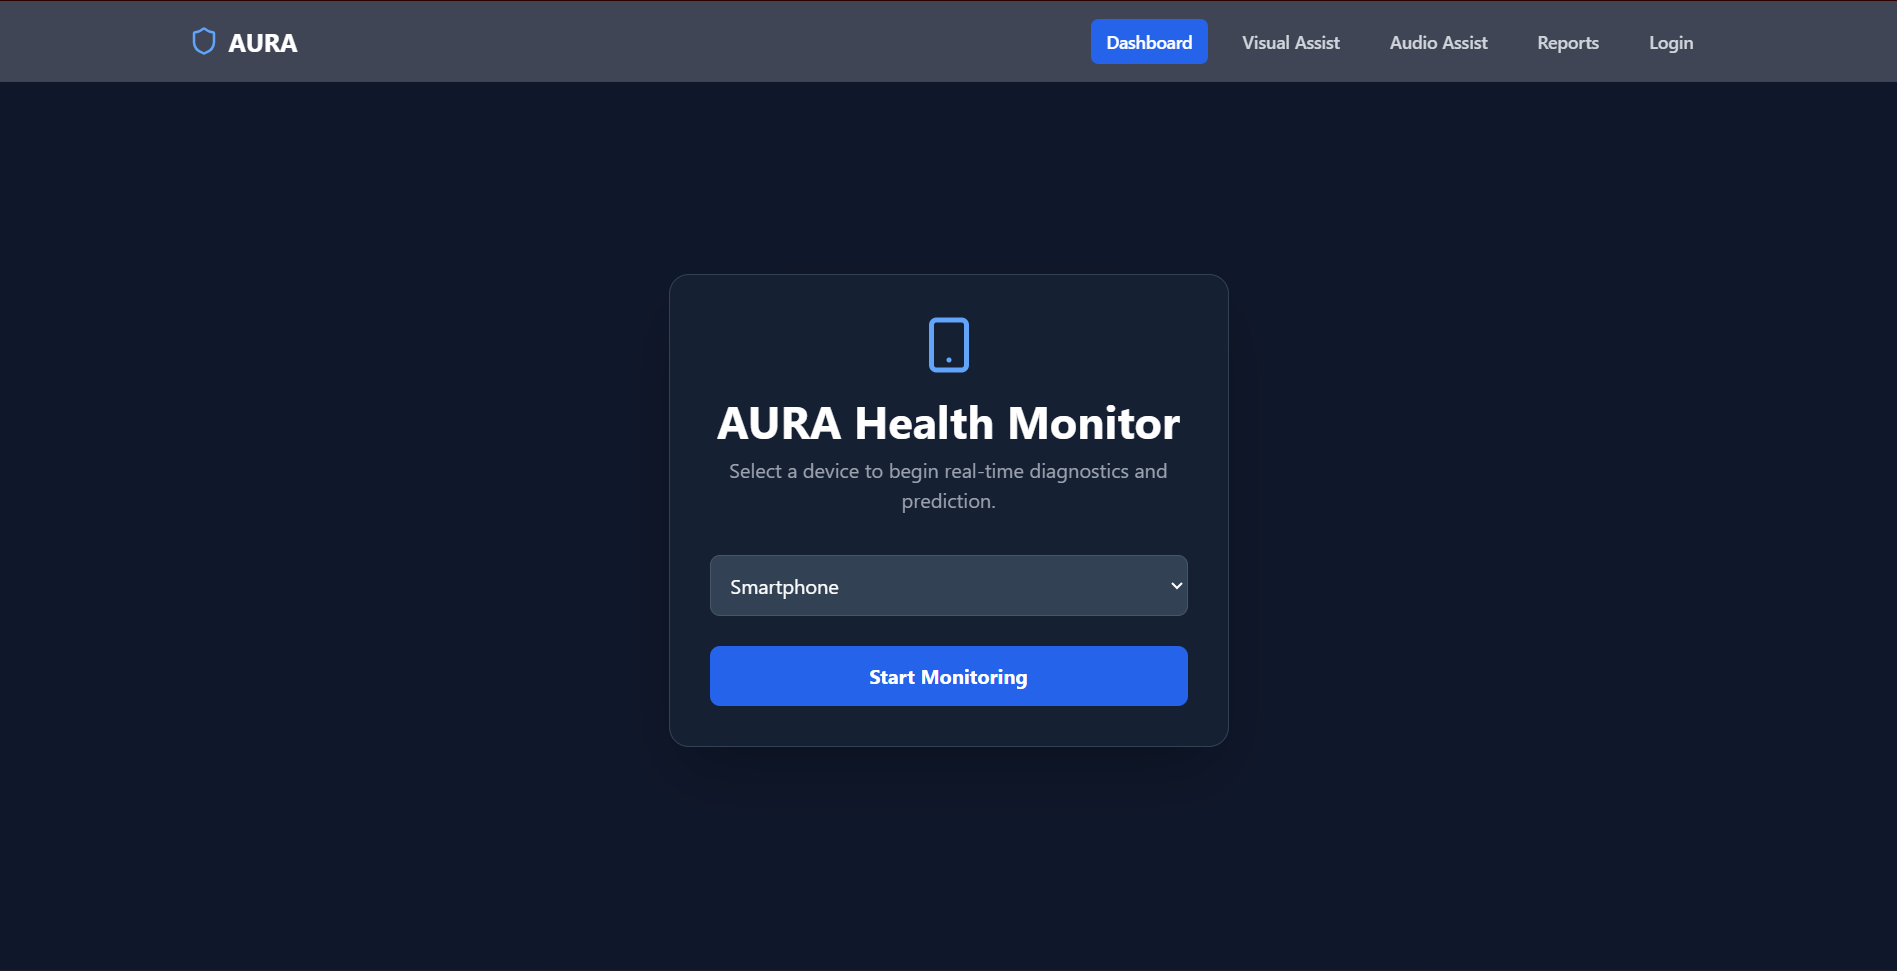 AURA
Dashboard
Visual Assist
Audio Assist
Reports
Login
AURA Health Monitor
Select a device to begin real-time diagnostics and
prediction.
Smartphone
Start Monitoring